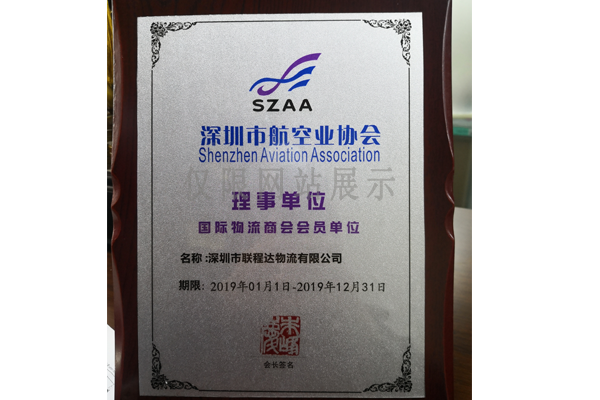 SZAA
深圳市航空业协会
Shenzhen Aviation Association
仅限网站展示
理事单位
国际物流商会会员单位
名称:深圳市联程达物流有限公司
期限: 2019年01月1日-2019年12月31日
会长签名